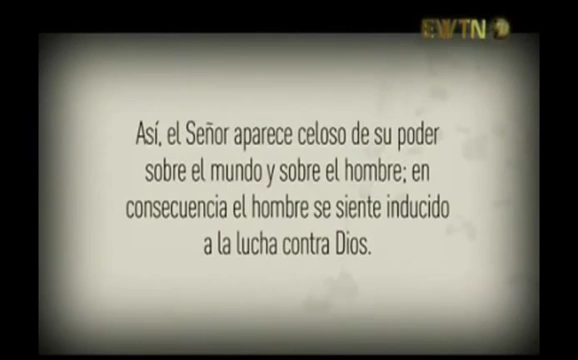 EWTN
Así, el Señor aparece celoso de su poder
sobre el mundo y sobre el hombre; en
consecuencia el hombre se siente inducido
a la lucha contra Dios.